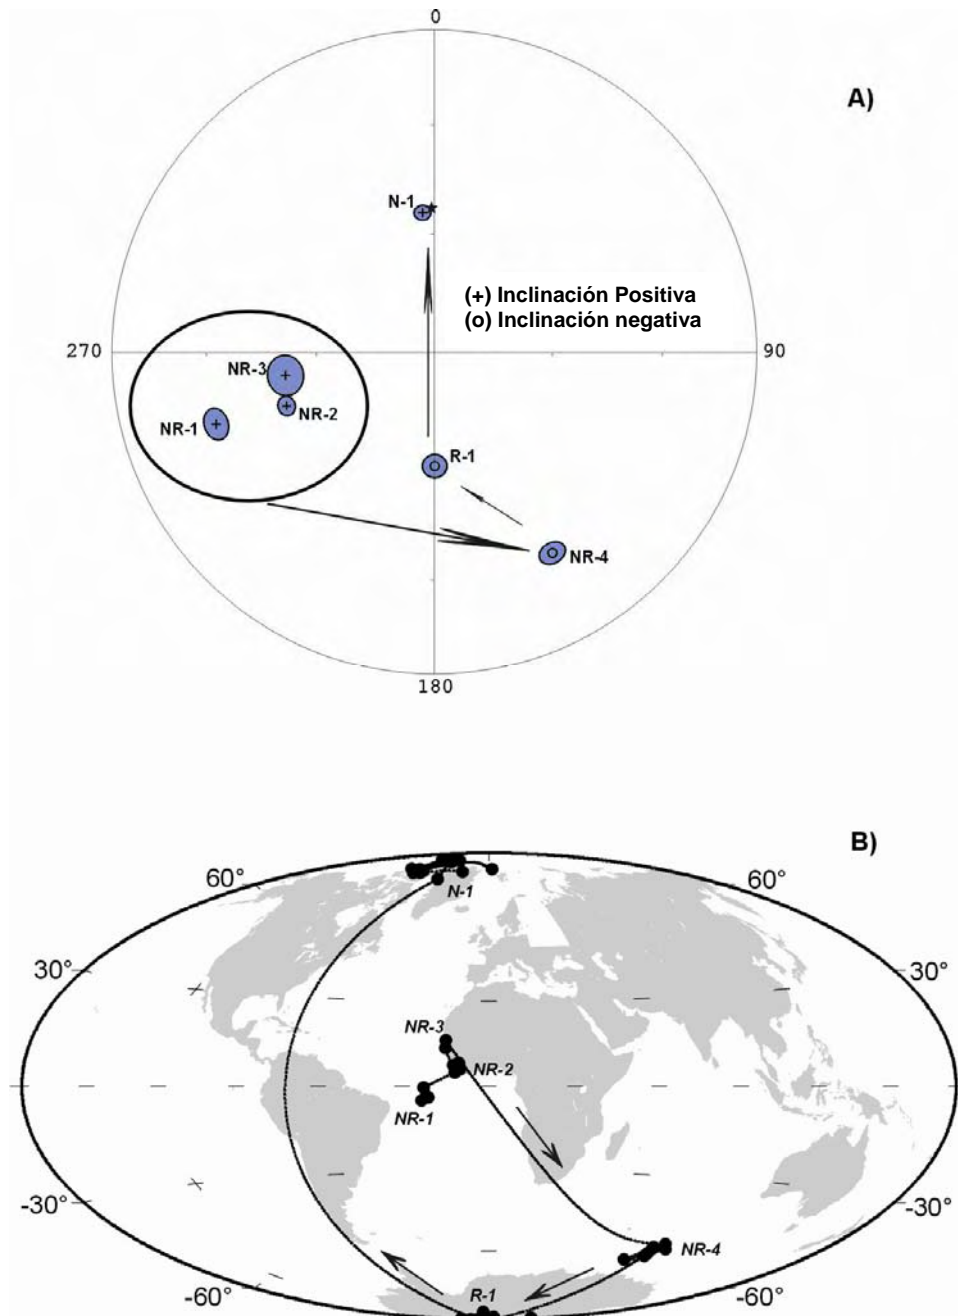 0
A)
N-1
(+) Inclinación Positiva
(o) Inclinación negativa
270
90
NR-3
NR-2
NR-1
R-1
NR-4
180
B)
60°
60°
N-1
30°
30°
NR-3
NR-2
NR-1
-30°
-30°
NR-4
R-1
-60°
-60°